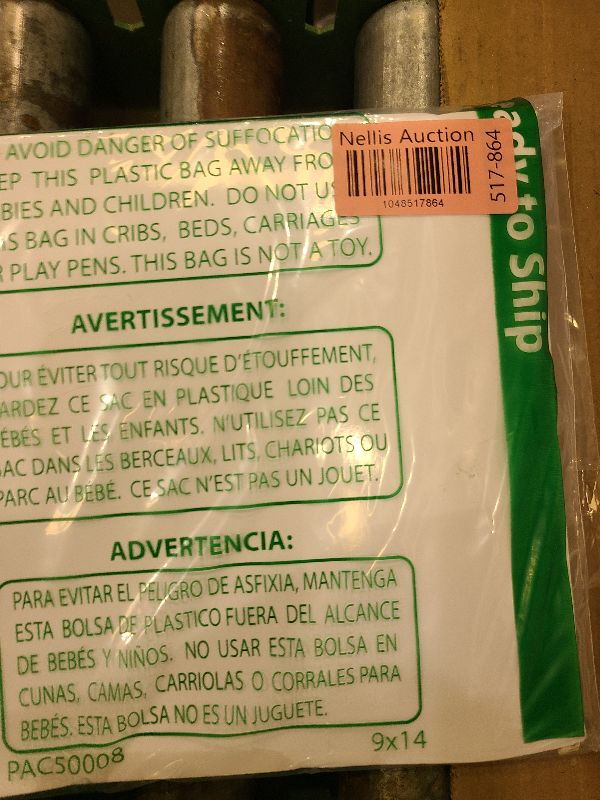 AVOID DANGER OF SUFFOCATIO
EP THIS PLASTIC BAG AWAY FRO
BIES AND CHILDREN. DO NOT US
IS BAG IN CRIBS, BEDS, CARRIAGES
R PLAY PENS. THIS BAG IS NOT A TOY.
Nellis Auction
1048517864
517-864
ady to Ship
AVERTISSEMENT:
OUR ÉVITER TOUT RISQUE D'ÉTOUFFEMENT,
ARDEZ CE SAC EN PLASTIQUE LOIN DES
ÉBÉS ET LES ENFANTS. N'UTILISEZ PAS CE
SAC DANS LES BERCEAUX, LITS, CHARIOTS OU
PARC AU BÉBÉ. CE SAC N'EST PAS UN JOUET.
ADVERTENCIA:
PARA EVITAR EL PELIGRO DE ASFIXIA, MANTENGA
ESTA BOLSA DE PLASTICO FUERA DEL ALCANCE
DE BEBÉS Y NIÑOS. NO USAR ESTA BOLSA EN
CUNAS, CAMAS, CARRIOLAS O CORRALES PARA
BEBÉS. ESTA BOLSA NO ES UN JUGUETE.
PAC50008
9x14